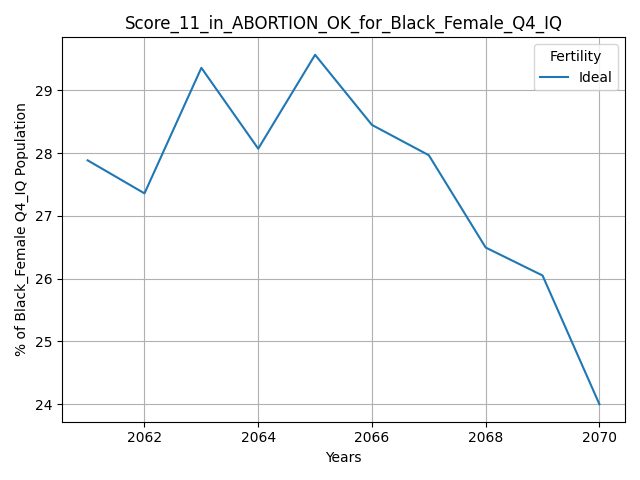 Score_11_in_ABORTION_OK_for_Black_Female_Q4_IQ
Fertility
Ideal
% of Black_Female Q4_IQ Population
29
28
27
26
25
24
2062 2064 2066 2068 2070
Years